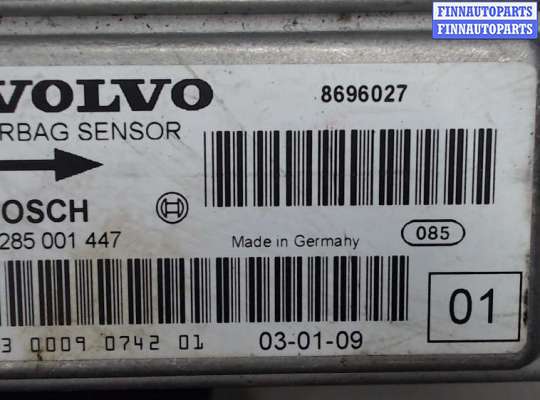 FINNAUTOPARTS
FINNAUTOPARTS
VOLVO
8696027
RBAG SENSOR
OSCH
285 001 447
Made in Germany
085
01
3 0009 0742 01
03-01-09